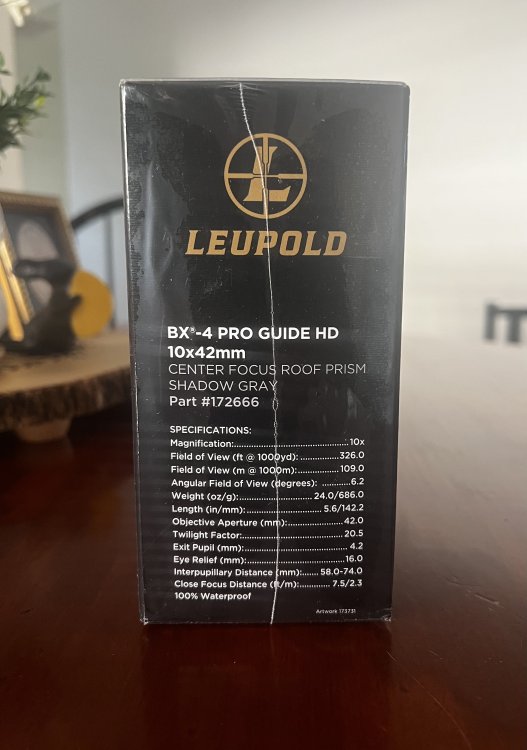 LEUPOLD
BX®-4 PRO GUIDE HD
10x42mm
CENTER FOCUS ROOF PRISM
SHADOW GRAY
Part #172666
SPECIFICATIONS:
Magnification:..................................10x
Field of View (ft @ 1000yd):..............326.0
Field of View (m @ 1000m):..............109.0
Angular Field of View (degrees): ..........6.2
Weight (oz/g):........................24.0/686.0
Length (in/mm):.......................5.6/142.2
Objective Aperture (mm):..................42.0
Twilight Factor:................................20.5
Exit Pupil (mm):................................4.2
Eye Relief (mm):..............................16.0
Interpupillary Distance (mm):......58.0-74.0
Close Focus Distance (ft/m):...........7.5/2.3
100% Waterproof
Artwork 173731